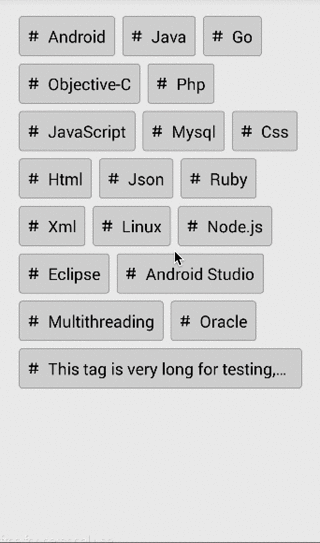 # Android # Java # Go
# Objective-C # Php
# JavaScript # Mysql # Css
# Html # Json # Ruby
# Xml # Linux # Node.js
# Eclipse # Android Studio
# Multithreading # Oracle
# This tag is very long for testing,...